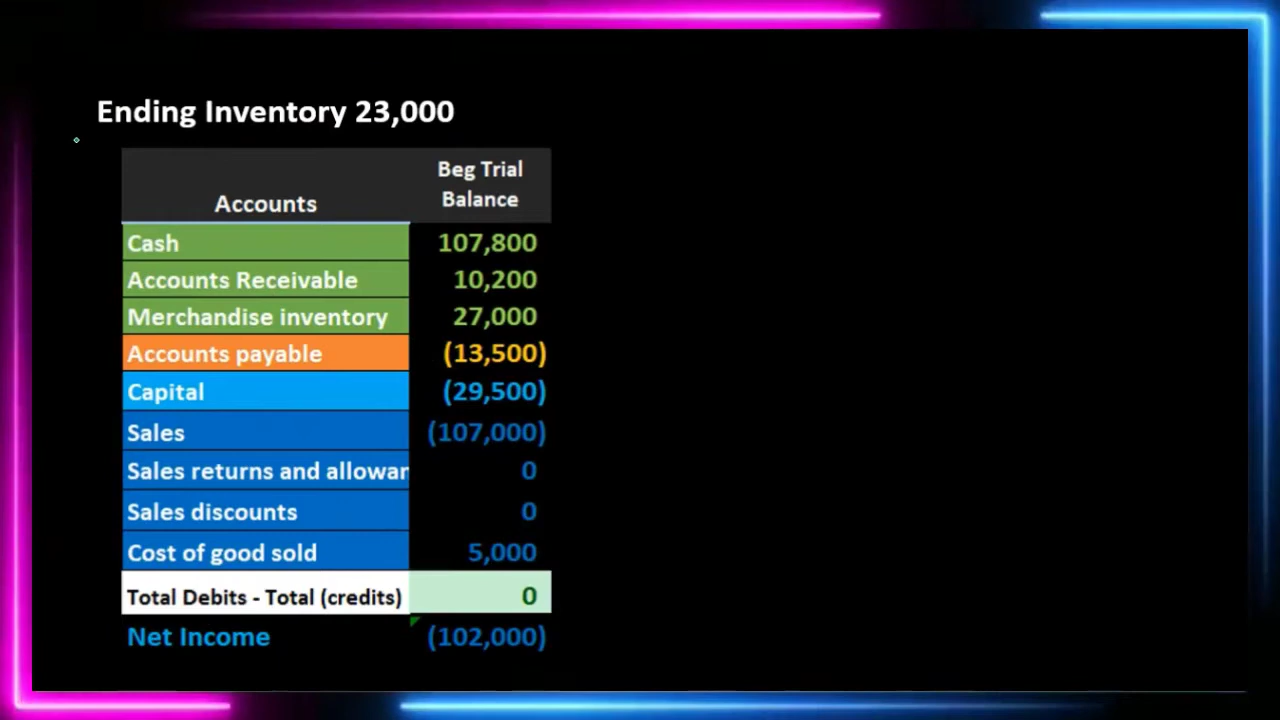 Ending Inventory 23,000
Beg Trial
Balance
Accounts
Cash 107,800
Accounts Receivable 10,200
Merchandise inventory 27,000
Accounts payable (13,500)
Capital (29,500)
Sales (107,000)
Sales returns and allowan 0
Sales discounts 0
Cost of good sold 5,000
Total Debits - Total (credits) 0
Net Income (102,000)